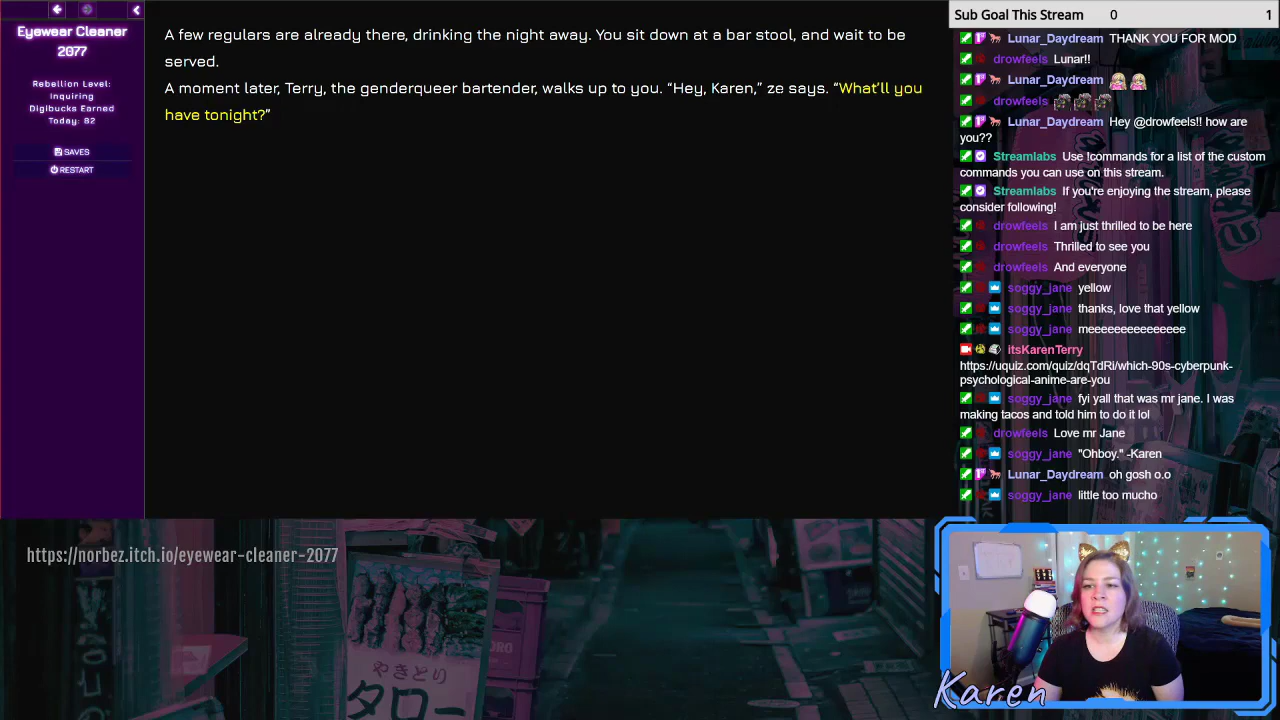 Eyewear Cleaner
2077
Rebellion Level:
Inquiring
Digibucks Earned
Today: 82
SAVES
RESTART
A few regulars are already there, drinking the night away. You sit down at a bar stool, and wait to be
served.
A moment later, Terry, the genderqueer bartender, walks up to you. “Hey, Karen,” ze says. “What'll you
have tonight?”
https://norbez.itch.io/eyewear-cleaner-2077
やきとり
タロー
Sub Goal This Stream 0 1
Lunar_Daydream THANK YOU FOR MOD
drowfeels Lunar!!
Lunar_Daydream
drowfeels
Lunar_Daydream Hey @drowfeels!! how are
you??
Streamlabs Use !commands for a list of the custom
commands you can use on this stream.
Streamlabs If you're enjoying the stream, please
consider following!
drowfeels I am just thrilled to be here
drowfeels Thrilled to see you
drowfeels And everyone
soggy_jane yellow
soggy_jane thanks, love that yellow
soggy_jane meeeeeeeeeeeeeee
itsKarenTerry
https://uquiz.com/quiz/dqTdRi/which-90s-cyberpunk-
psychological-anime-are-you
soggy_jane fyi yall that was mr jane. I was
making tacos and told him to do it lol
drowfeels Love mr Jane
soggy_jane "Ohboy." -Karen
Lunar_Daydream oh gosh o.o
soggy_jane little too mucho
Karen